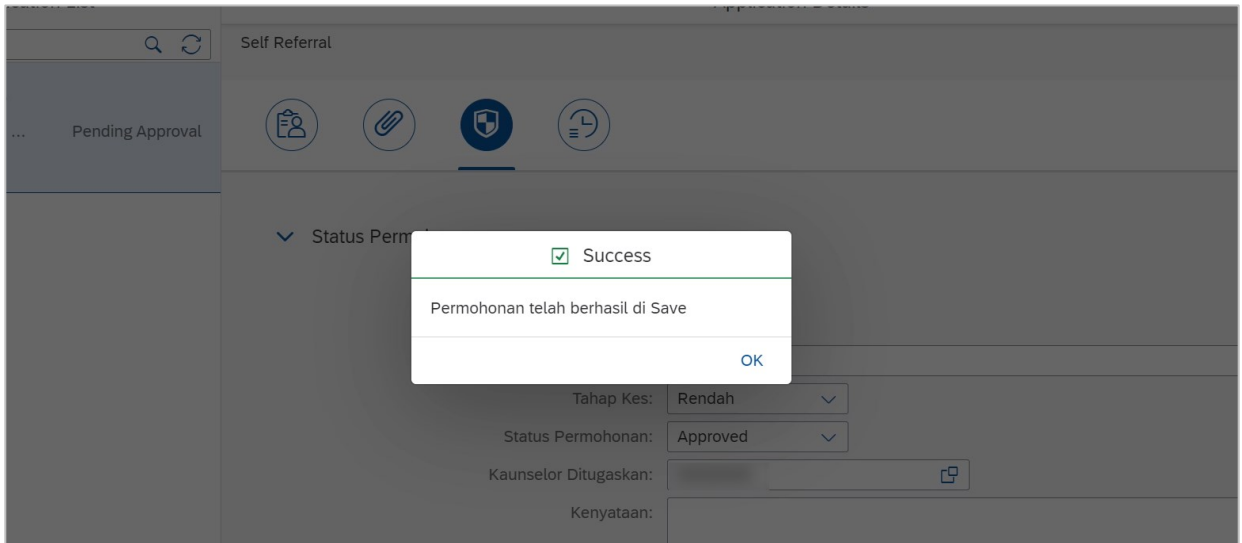 Self Referral
... Pending Approval
Status
Success
Permohonan telah berhasil di Save
OK
Tahap Kes: Rendah
Status Permohonan: Approved
Kaunselor Ditugaskan:
Kenyataan: